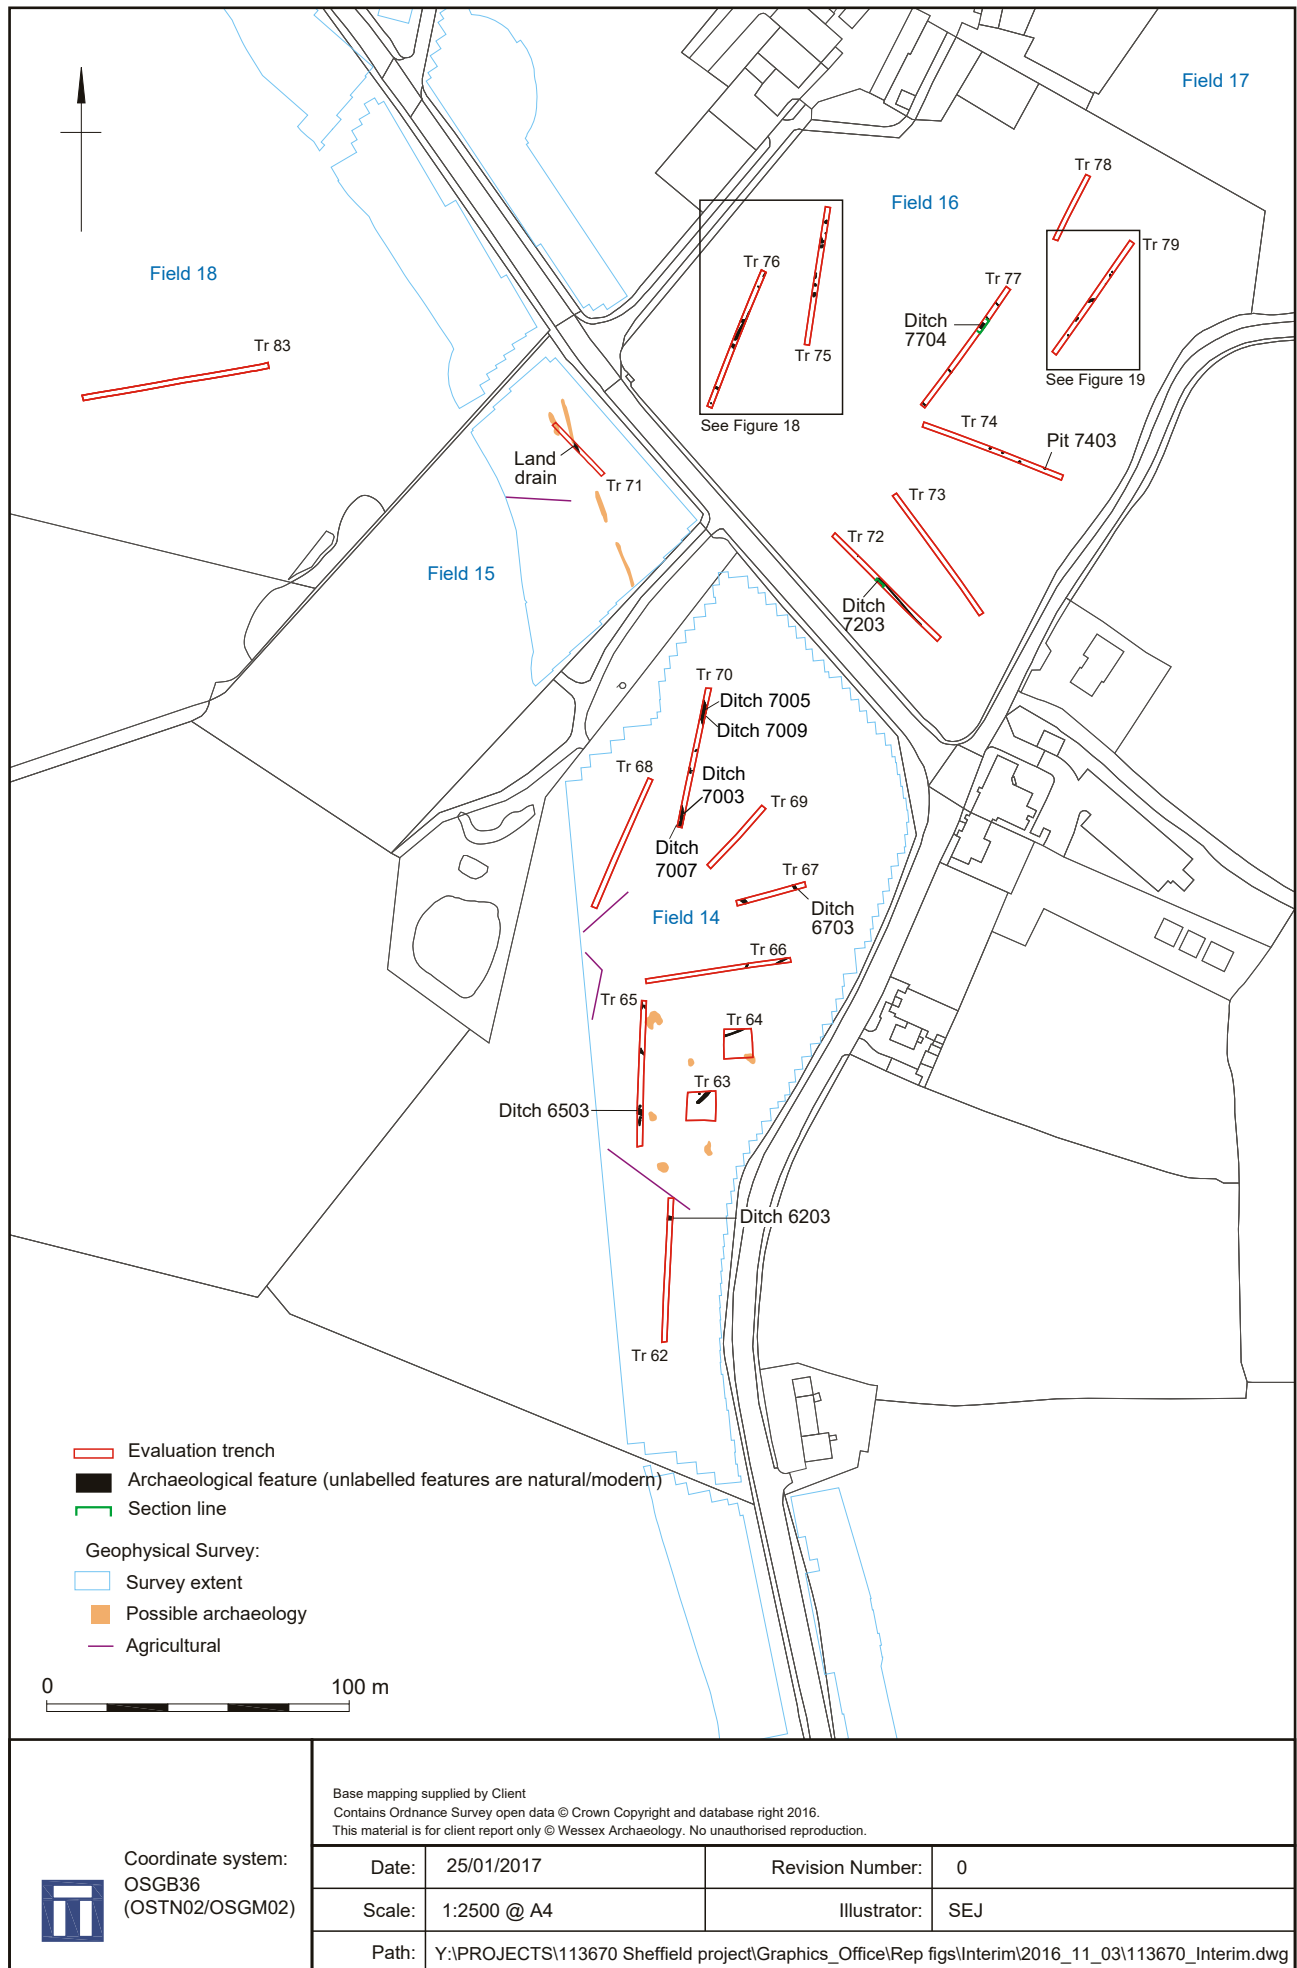 Field 17
Tr 78
Field 16
Tr 79
Tr 76
Field 18
Tr 77
Ditch
7704
Tr 83
Tr 75
See Figure 19
See Figure 18
Tr 74
Pit 7403
Land
drain
Tr 71
Tr 73
Tr 72
Field 15
Ditch
7203
Tr 70
Ditch 7005
Ditch 7009
Tr 68
Ditch
7003
Tr 69
Ditch
7007
Tr 67
Field 14
Ditch
6703
Tr 66
Tr 65
Tr 64
Tr 63
Ditch 6503
Ditch 6203
Tr 62
Evaluation trench
Archaeological feature (unlabelled features are natural/modern)
Section line
Geophysical Survey:
Survey extent
Possible archaeology
Agricultural
0 100 m
Base mapping supplied by Client
Contains Ordnance Survey open data © Crown Copyright and database right 2016.
This material is for client report only © Wessex Archaeology. No unauthorised reproduction.
Coordinate system:
OSGB36
(OSTN02/OSGM02)
Date: 25/01/2017 Revision Number: 0
Scale: 1:2500 @ A4 Illustrator: SEJ
Path: Y:\PROJECTS\113670 Sheffield project\Graphics_Office\Rep figs\Interim\2016_11_03\113670_Interim.dwg